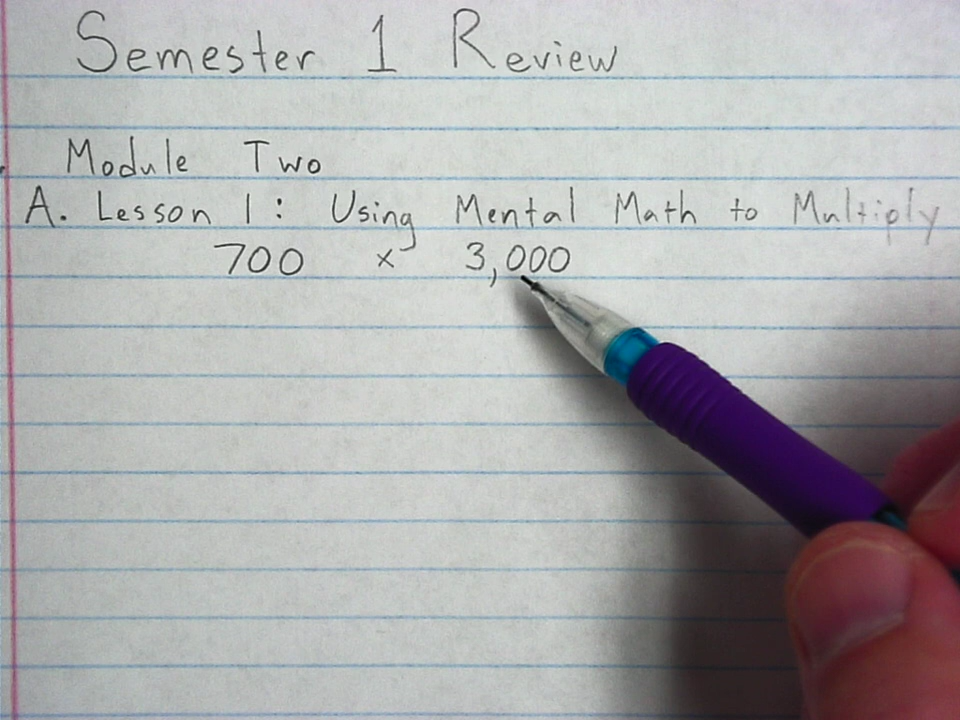 Semester 1 Review
Module Two
A. Lesson 1: Using Mental Math to Multiply
700 x 3,000